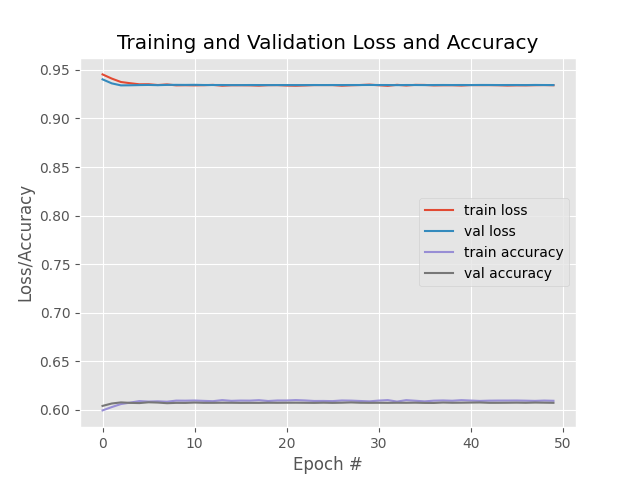 Training and Validation Loss and Accuracy
0.95
0.90
0.85
0.80
0.75
0.70
0.65
0.60
Loss/Accuracy
train loss
val loss
train accuracy
val accuracy
0 10 20 30 40 50
Epoch #